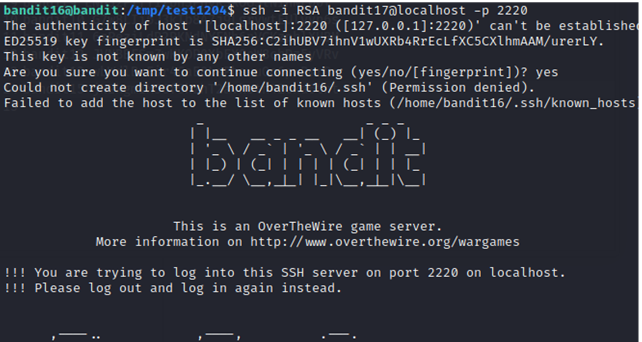 bandit16@bandit:/tmp/test1204$ ssh -i RSA bandit17@localhost -p 2220
The authenticity of host '[localhost]:2220 ([127.0.0.1]:2220)' can't be established
ED25519 key fingerprint is SHA256:C2ihUBV7ihnV1wUXRb4RrEcLfXC5CXlhmAAM/urerLY.
This key is not known by any other names
Are you sure you want to continue connecting (yes/no/[fingerprint])? yes
Could not create directory '/home/bandit16/.ssh' (Permission denied).
Failed to add the host to the list of known hosts (/home/bandit16/.ssh/known_hosts)
bandit
This is an OverTheWire game server.
More information on http://www.overthewire.org/wargames
!!! You are trying to log into this SSH server on port 2220 on localhost.
!!! Please log out and log in again instead.